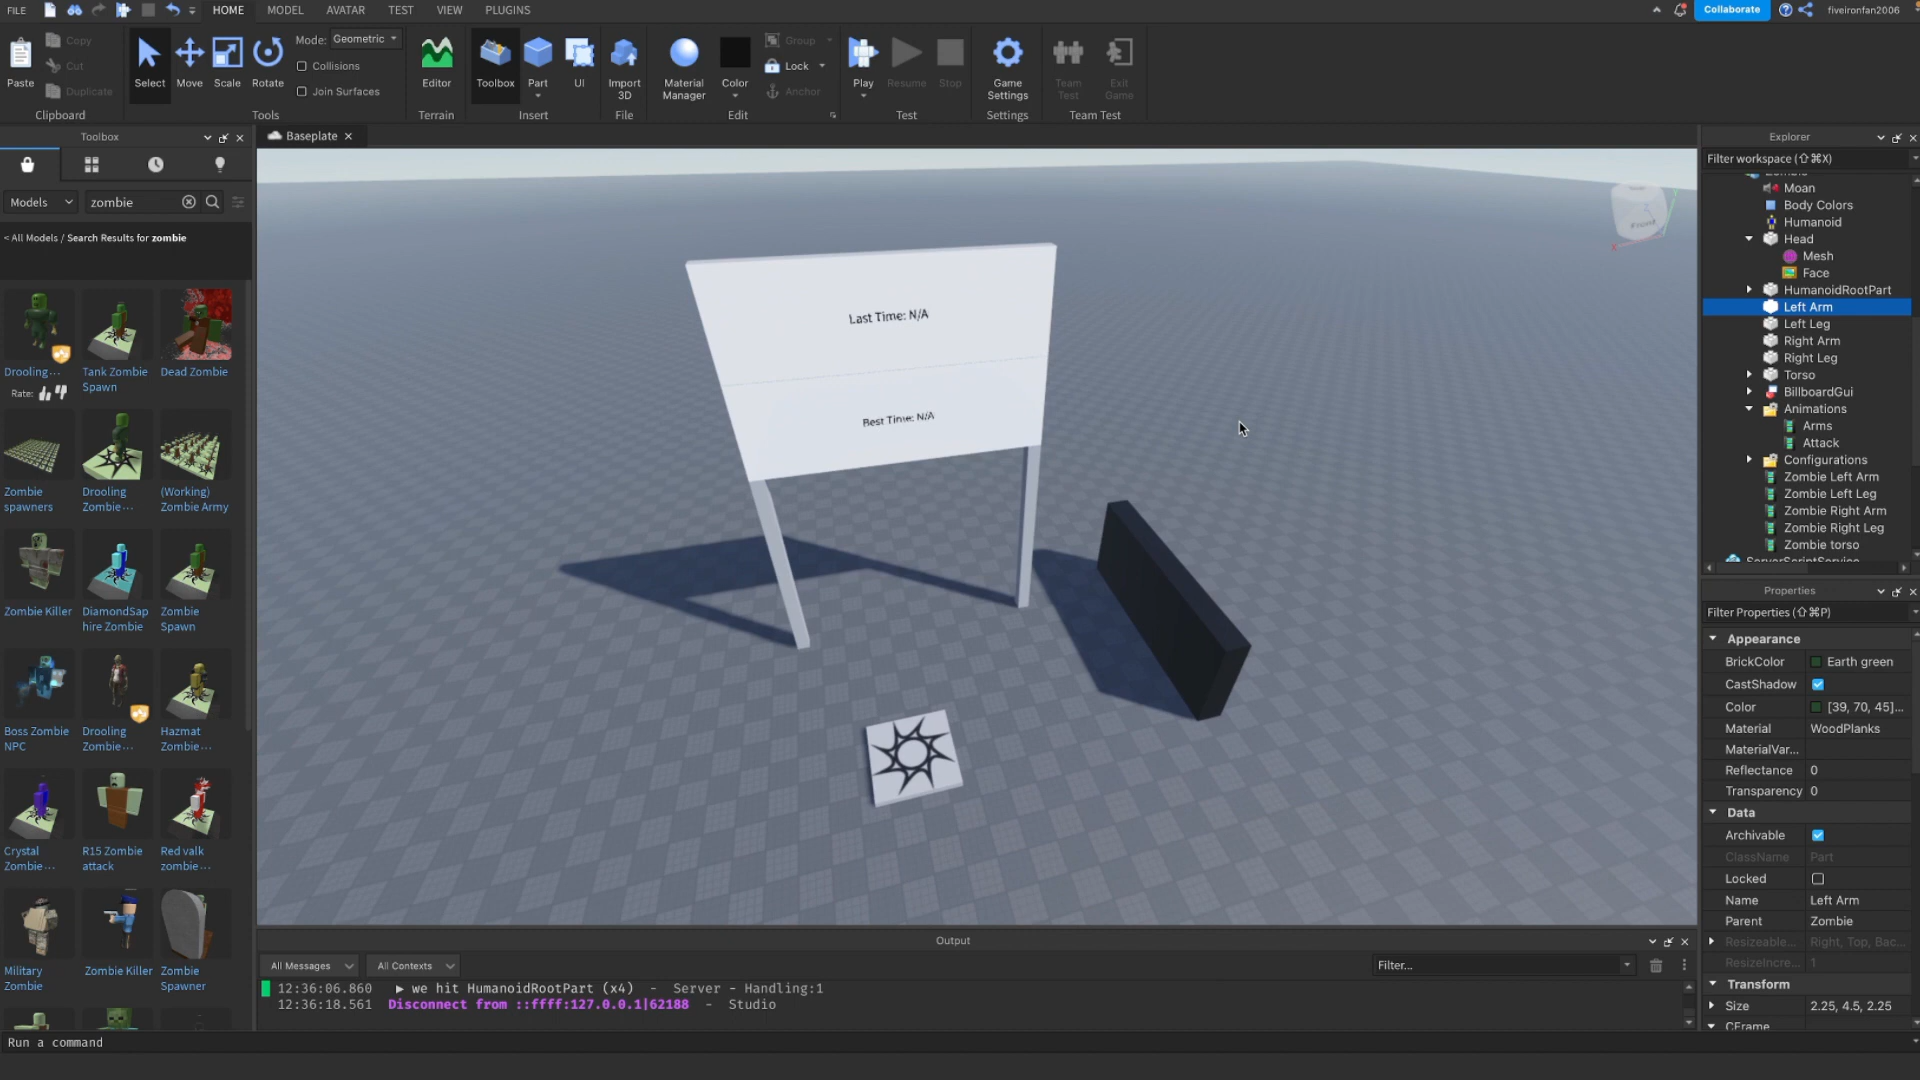 FILE
HOME
MODEL
AVATAR
TEST
VIEW
PLUGINS
Collaborate
fiveironfan2006
Paste
Copy
Cut
Duplicate
Clipboard
Select
Move
Scale
Rotate
Mode: Geometric
Collisions
Join Surfaces
Tools
Editor
Terrain
Toolbox
Part
UI
Insert
Import
3D
File
Material
Manager
Color
Group
Lock
Anchor
Edit
Play
Resume
Stop
Test
Game
Settings
Settings
Team
Test
Exit
Game
Team Test
Toolbox
Models
zombie
< All Models / Search Results for zombie
Drooling...
Rate:
Tank Zombie
Spawn
Dead Zombie
Zombie
spawners
Drooling
Zombie...
(Working)
Zombie Army
Zombie Killer
DiamondSap
hire Zombie
Zombie
Spawn
Boss Zombie
NPC
Drooling
Zombie...
Hazmat
Zombie...
Crystal
Zombie...
R15 Zombie
attack
Red valk
zombie...
Military
Zombie
Zombie Killer
Zombie
Spawner
Baseplate
Last Time: N/A
Best Time: N/A
Output
All Messages
All Contexts
Filter...
12:36:06.860 ▶ we hit HumanoidRootPart (x4) - Server - Handling:1
12:36:18.561 Disconnect from ::ffff:127.0.0.1|62188 - Studio
Run a command
Explorer
Filter workspace (⇧⌘X)
Moan
Body Colors
Humanoid
Head
Mesh
Face
HumanoidRootPart
Left Arm
Left Leg
Right Arm
Right Leg
Torso
BillboardGui
Animations
Arms
Attack
Configurations
Zombie Left Arm
Zombie Left Leg
Zombie Right Arm
Zombie Right Leg
Zombie torso
ServerScriptService
Properties
Filter Properties (⇧⌘P)
Appearance
BrickColor Earth green
CastShadow
Color [39, 70, 45]...
Material WoodPlanks
MaterialVar...
Reflectance 0
Transparency 0
Data
Archivable
ClassName Part
Locked
Name Left Arm
Parent Zombie
Resizeable... Right, Top, Bac...
ResizeIncre... 1
Transform
Size 2.25, 4.5, 2.25
CFrame